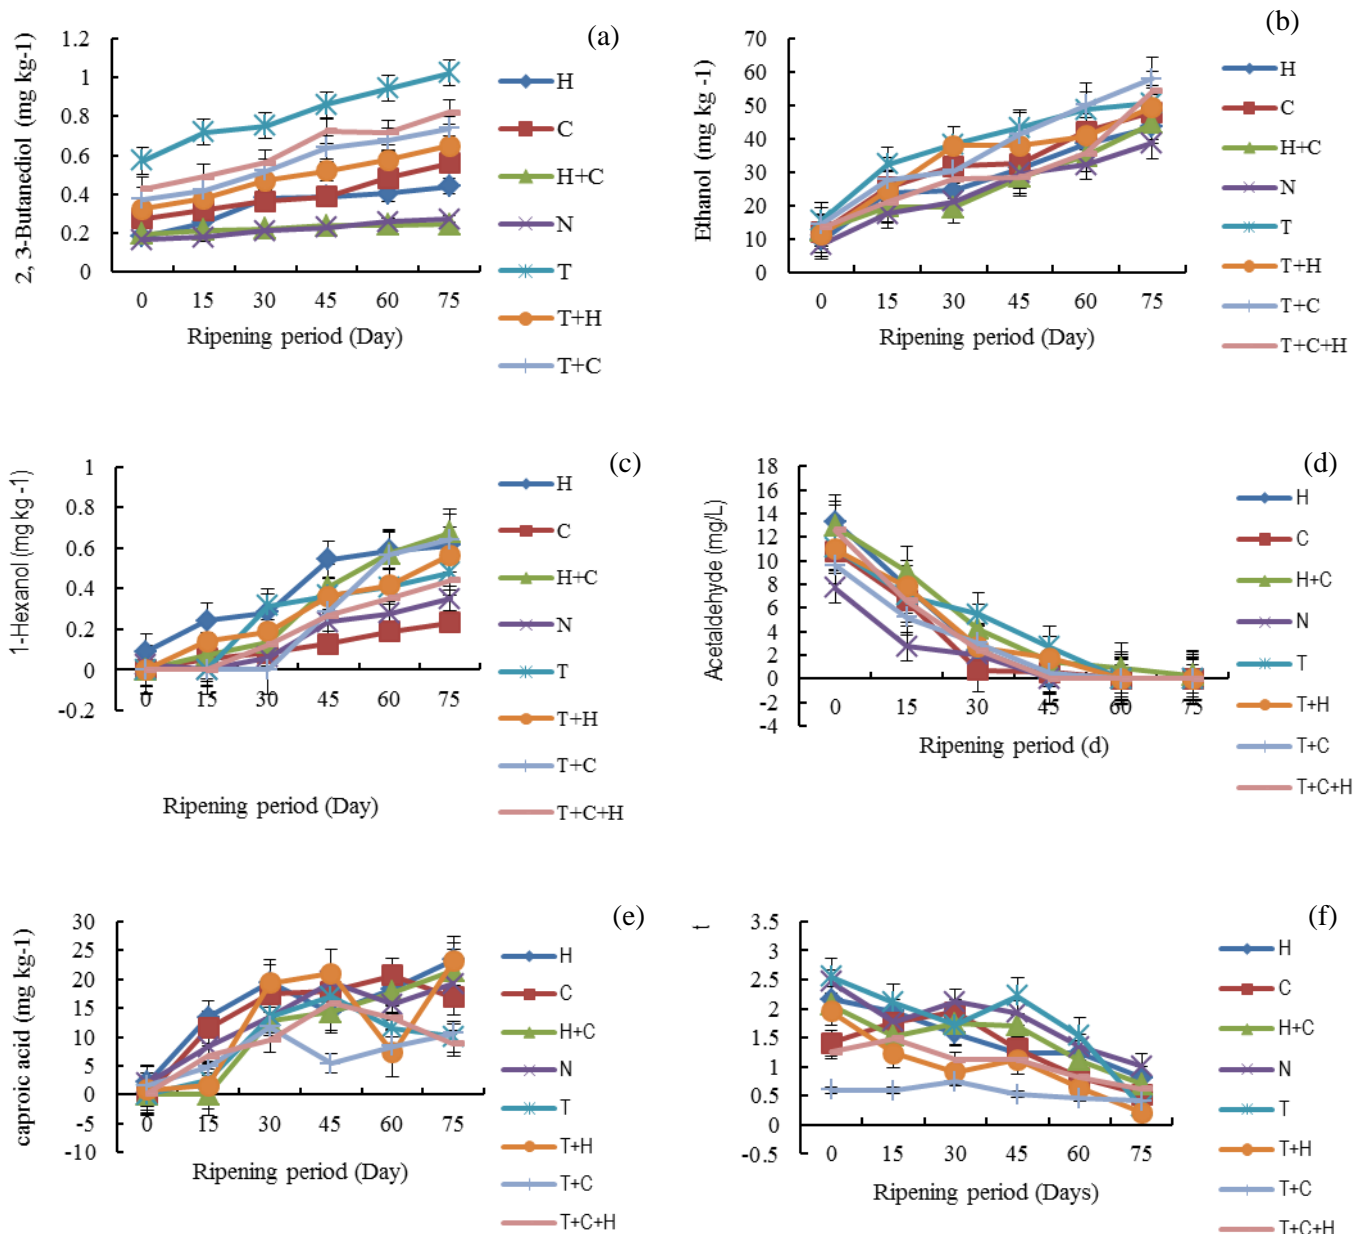 (a)
2, 3-Butanediol (mg kg-1)
1.2
1
0.8
0.6
0.4
0.2
0
0 15 30 45 60 75
Ripening period (Day)
H
C
H+C
N
T
T+H
T+C
(b)
Ethanol (mg kg -1)
70
60
50
40
30
20
10
0
0 15 30 45 60 75
Ripening period (Day)
H
C
H+C
N
T
T+H
T+C
T+C+H
(c)
1-Hexanol (mg kg -1)
1
0.8
0.6
0.4
0.2
0
-0.2
0 15 30 45 60 75
Ripening period (Day)
H
C
H+C
N
T
T+H
T+C
T+C+H
(d)
Acetaldehyde (mg/L)
18
16
14
12
10
8
6
4
2
0
-2
-4
0 15 30 45 60 75
Ripening period (d)
H
C
H+C
N
T
T+H
T+C
T+C+H
(e)
caproic acid (mg kg-1)
30
25
20
15
10
5
0
-5
-10
0 15 30 45 60 75
Ripening period (Day)
H
C
H+C
N
T
T+H
T+C
T+C+H
(f)
t
3.5
3
2.5
2
1.5
1
0.5
0
-0.5
0 15 30 45 60 75
Ripening period (Days)
H
C
H+C
N
T
T+H
T+C
T+C+H